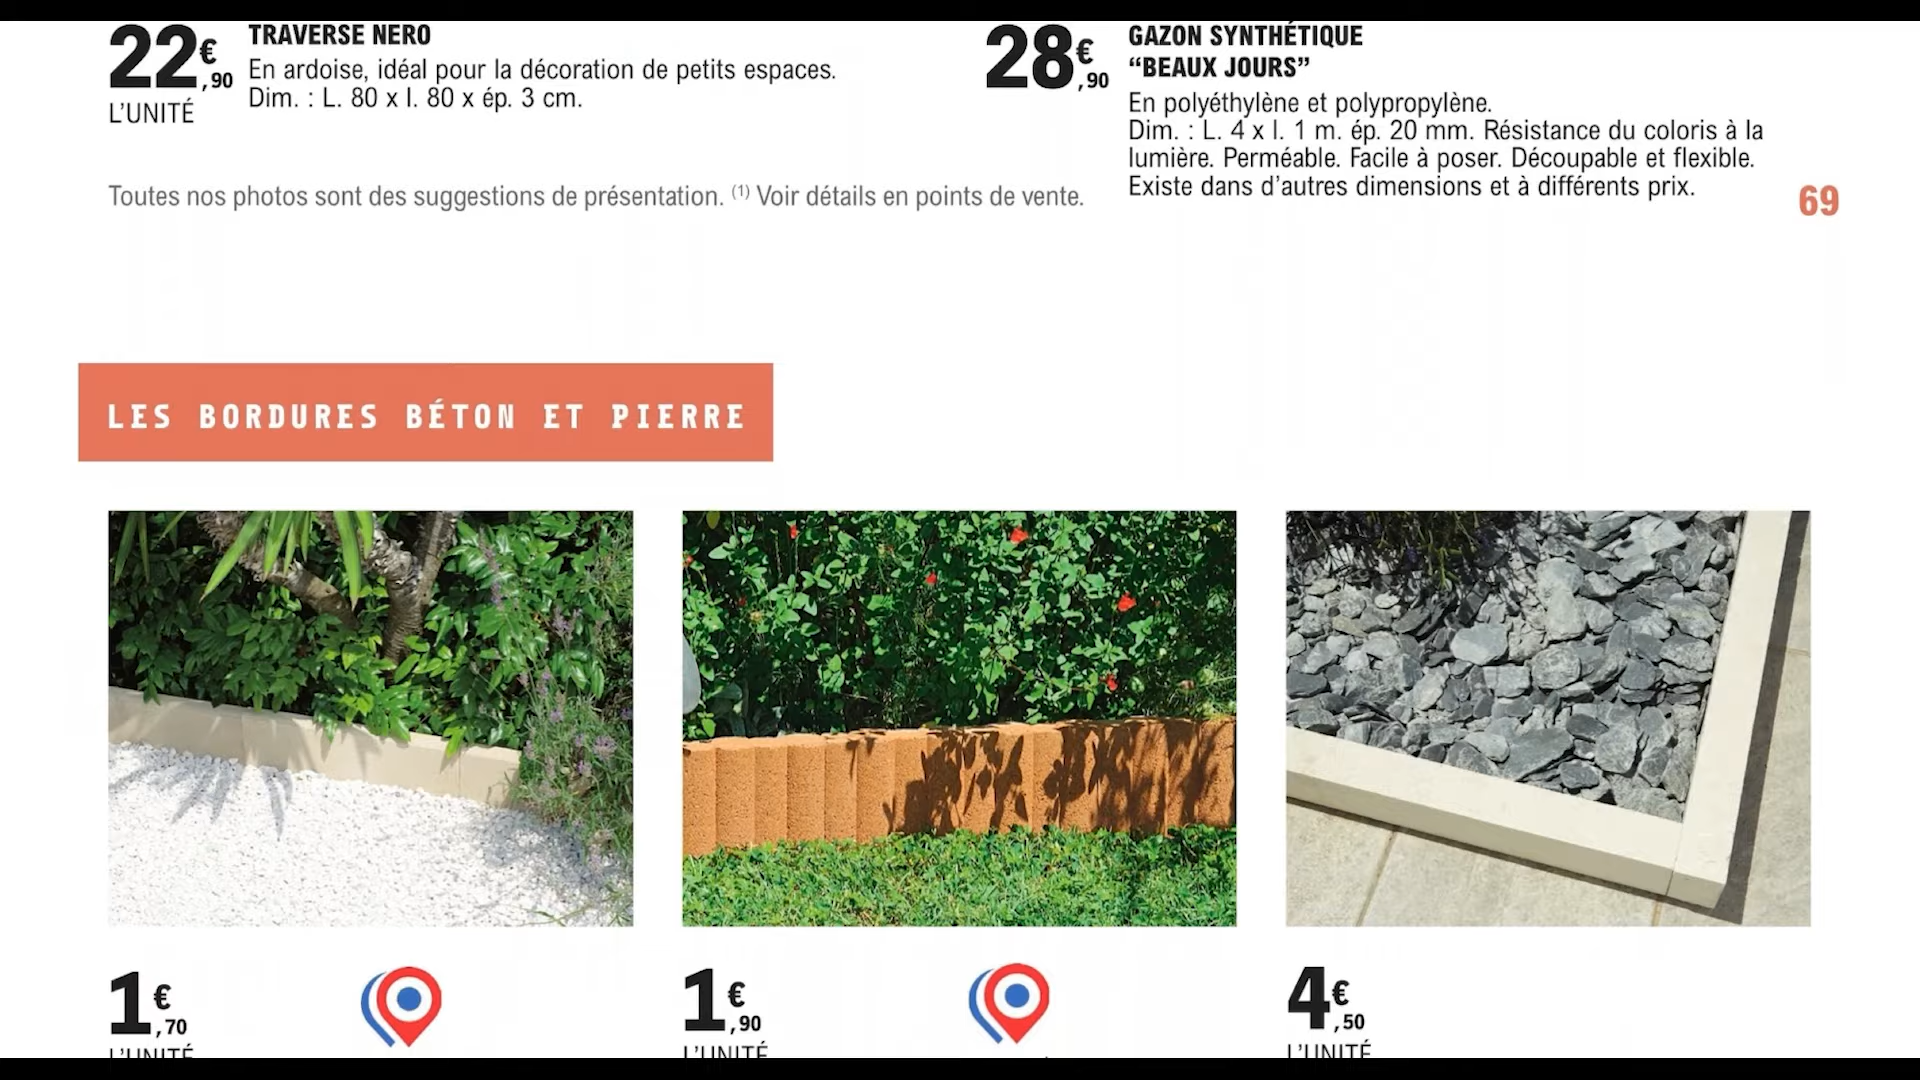 22€,90
L'UNITÉ
TRAVERSE NERO
En ardoise, idéal pour la décoration de petits espaces.
Dim. : L. 80 x l. 80 x ép. 3 cm.
28€,90
GAZON SYNTHÉTIQUE
“BEAUX JOURS”
En polyéthylène et polypropylène.
Dim. : L. 4 x l. 1 m. ép. 20 mm. Résistance du coloris à la
lumière. Perméable. Facile à poser. Découpable et flexible.
Existe dans d’autres dimensions et à différents prix.
Toutes nos photos sont des suggestions de présentation. (1) Voir détails en points de vente.
69
LES BORDURES BÉTON ET PIERRE
1€,70
L'UNITÉ
1€,90
L'UNITÉ
4€,50
L'UNITÉ